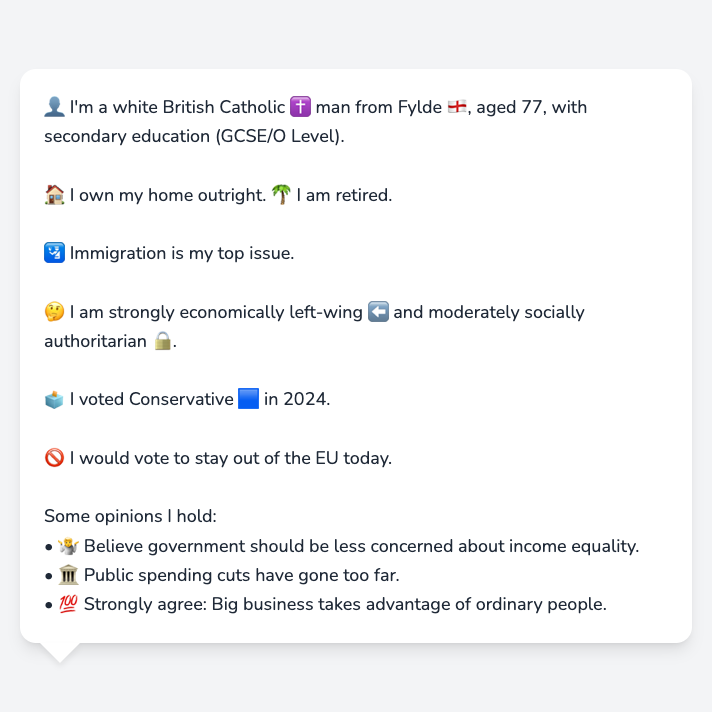 👤 I'm a white British Catholic ✝️ man from Fylde 🏴󠁧󠁢󠁥󠁮󠁧󠁿, aged 77, with
secondary education (GCSE/O Level).
🏠 I own my home outright. 🌴 I am retired.
🛂 Immigration is my top issue.
🤔 I am strongly economically left-wing ⬅️ and moderately socially
authoritarian 🔒.
🗳️ I voted Conservative 🟦 in 2024.
🚫 I would vote to stay out of the EU today.
Some opinions I hold:
• 🤷 Believe government should be less concerned about income equality.
• 🏛️ Public spending cuts have gone too far.
• 💯 Strongly agree: Big business takes advantage of ordinary people.